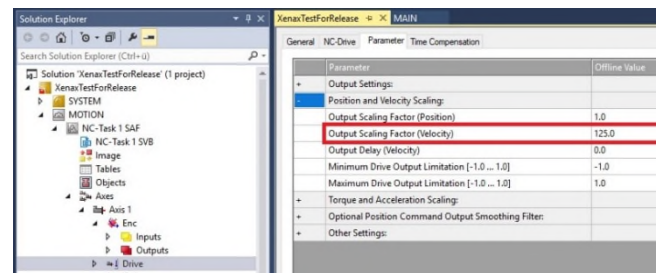 Solution Explorer
Search Solution Explorer (Ctrl+ü)
Solution 'XenaxTestForRelease' (1 project)
XenaxTestForRelease
SYSTEM
MOTION
NC-Task 1 SAF
NC-Task 1 SVB
Image
Tables
Objects
Axes
Axis 1
Enc
Inputs
Outputs
Drive
XenaxTestForRelease MAIN
General NC-Drive Parameter Time Compensation
Parameter Offline Value
+ Output Settings:
- Position and Velocity Scaling:
Output Scaling Factor (Position) 1.0
Output Scaling Factor (Velocity) 125.0
Output Delay (Velocity) 0.0
Minimum Drive Output Limitation [-1.0 ... 1.0] -1.0
Maximum Drive Output Limitation [-1.0 ... 1.0] 1.0
+ Torque and Acceleration Scaling:
+ Optional Position Command Output Smoothing Filter:
+ Other Settings: